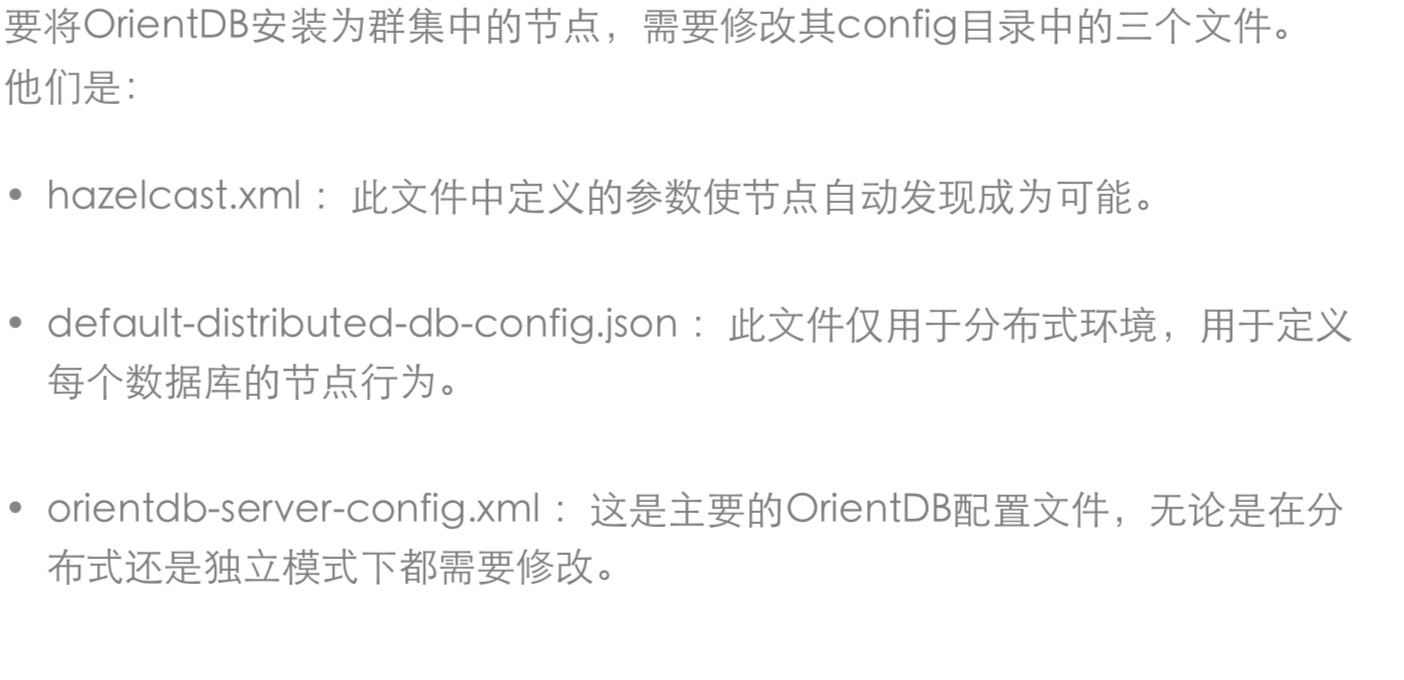 要将OrientDB安装为群集中的节点，需要修改其config目录中的三个文件。
他们是：
• hazelcast.xml： 此文件中定义的参数使节点自动发现成为可能。
• default-distributed-db-config.json： 此文件仅用于分布式环境，用于定义
每个数据库的节点行为。
• orientdb-server-config.xml： 这是主要的OrientDB配置文件，无论是在分
布式还是独立模式下都需要修改。